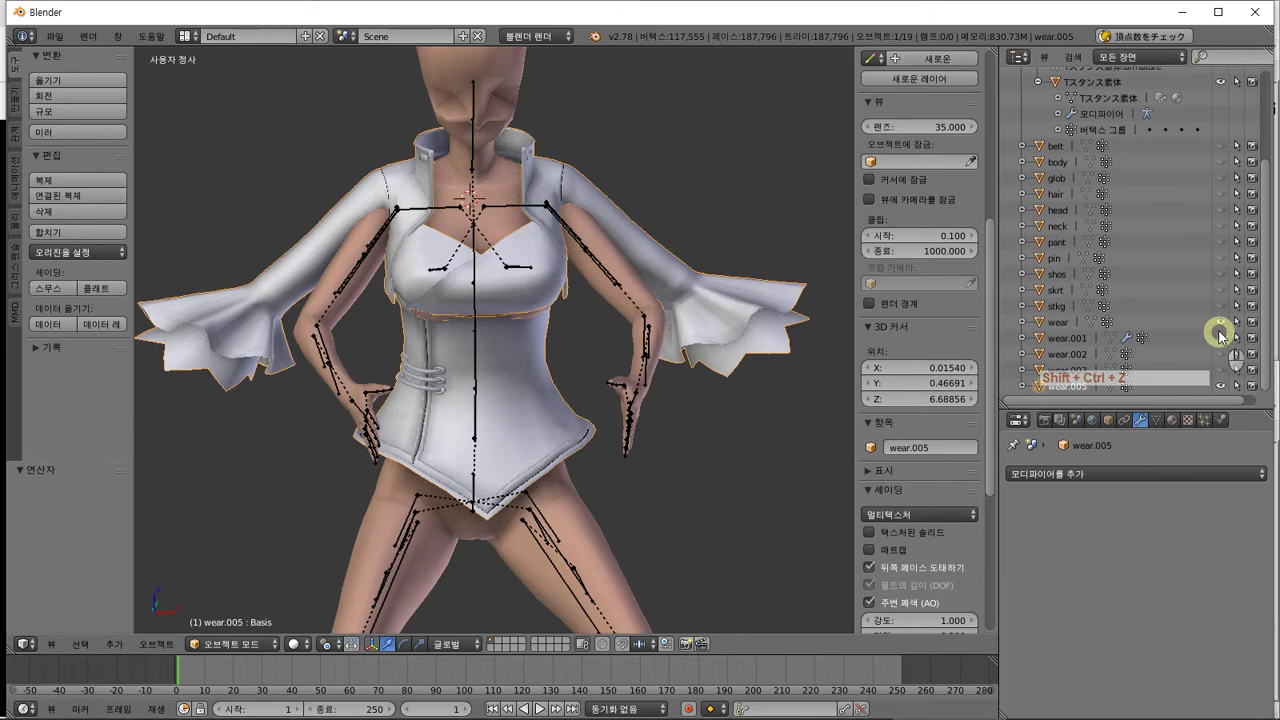 Blender
파일 렌더 창 도움말 Default Scene 블렌더 렌더 v2.78 | 버텍스:117,555 | 페이스:187,796 | 트라이:187,796 | 오브젝트:1/19 | 램프:0/0 | 메모리:830.73M | wear.005 頂点数をチェック
사용자 정사
변환
옮기기
회전
규모
미러
편집
복제
연결된 복제
삭제
합치기
오리진을 설정
셰이딩:
스무스 플래트
데이터 옮기기:
데이터 데이터 레
기록
연산자
MMD
(1) wear.005 : Basis
새로운
새로운 레이어
뷰
렌즈: 35.000
오브젝트에 잠금:
커서에 잠금
뷰에 카메라를 잠금
클립:
시작: 0.100
종료: 1000.000
로컬 카메라:
렌더 경계
3D 커서
위치:
X: 0.01540
Y: 0.46691
Z: 6.68856
항목
wear.005
표시
셰이딩
멀티텍스처
텍스처된 솔리드
매트캡
뒤쪽 페이스 도태하기
필드의 깊이 (DOF)
주변 폐색 (AO)
강도: 1.000
뷰 검색 모든 장면
Tスタンス素体
Tスタンス素体
모디파이어
버텍스 그룹
belt
body
glob
hair
head
neck
pant
pin
shos
skrt
stkg
wear
wear.001
wear.002
Shift + Ctrl + Z
wear.005
wear.005
모디파이어를 추가
뷰 선택 추가 오브젝트 오브젝트 모드 글로벌
-50 -40 -30 -20 -10 0 10 20 30 40 50 60 70 80 90 100 110 120 130 140 150 160 170 180 190 200 210 220 230 240 250 260 270 280
뷰 마커 프레임 재생 시작: 1 종료: 250 1 동기화 없음